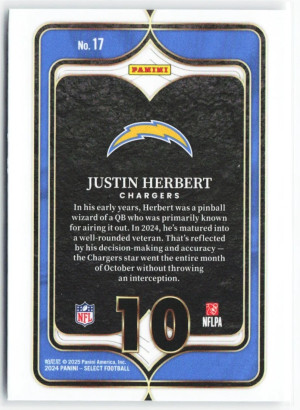 No. 17
PANINI
JUSTIN HERBERT
CHARGERS
In his early years, Herbert was a pinball
wizard of a QB who was primarily known
for airing it out. In 2024, he's matured into
a well-rounded veteran. That's reflected
by his decision-making and accuracy —
the Chargers star went the entire month
of October without throwing
an interception.
NFL
10
NFLPA
© 2025 Panini America, Inc.
2024 PANINI – SELECT FOOTBALL